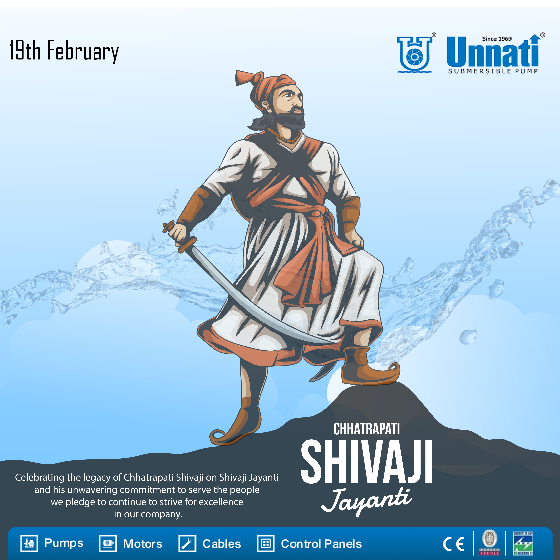 19th February
Since 1969
Unnati
SUBMERSIBLE PUMP
CHHATRAPATI
SHIVAJI
Jayanti
Celebrating the legacy of Chhatrapati Shivaji on Shivaji Jayanti
and his unwavering commitment to serve the people
we pledge to continue to strive for excellence
in our company.
Pumps
Motors
Cables
Control Panels
CE